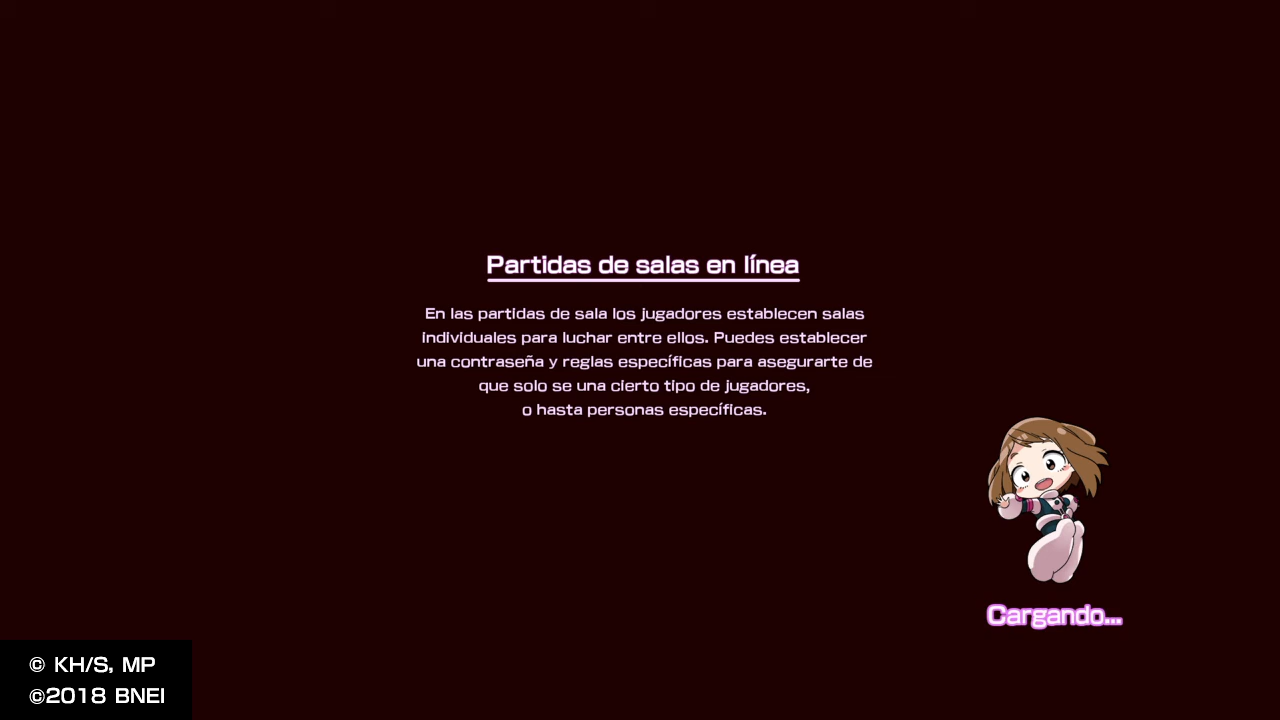 Partidas de salas en línea
En las partidas de sala los jugadores establecen salas
individuales para luchar entre ellos. Puedes establecer
una contraseña y reglas específicas para asegurarte de
que solo se una cierto tipo de jugadores,
o hasta personas específicas.
Cargando...
© KH/S, MP
©2018 BNEI